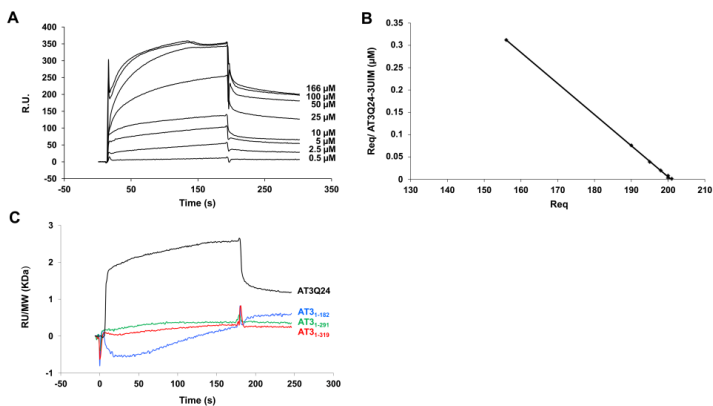 A
R.U.
400
350
300
250
200
150
100
50
0
-50
-50
50
150
250
350
Time (s)
166 µM
100 µM
50 µM
25 µM
10 µM
5 µM
2.5 µM
0.5 µM
B
Req/ AT3Q24-3UIM (µM)
0.35
0.3
0.25
0.2
0.15
0.1
0.05
0
130 140 150 160 170 180 190 200 210
Req
C
RU/MW (KDa)
3
2
1
0
-1
-50 0 50 100 150 200 250 300
Time (s)
AT3Q24
AT31-182
AT31-291
AT31-319